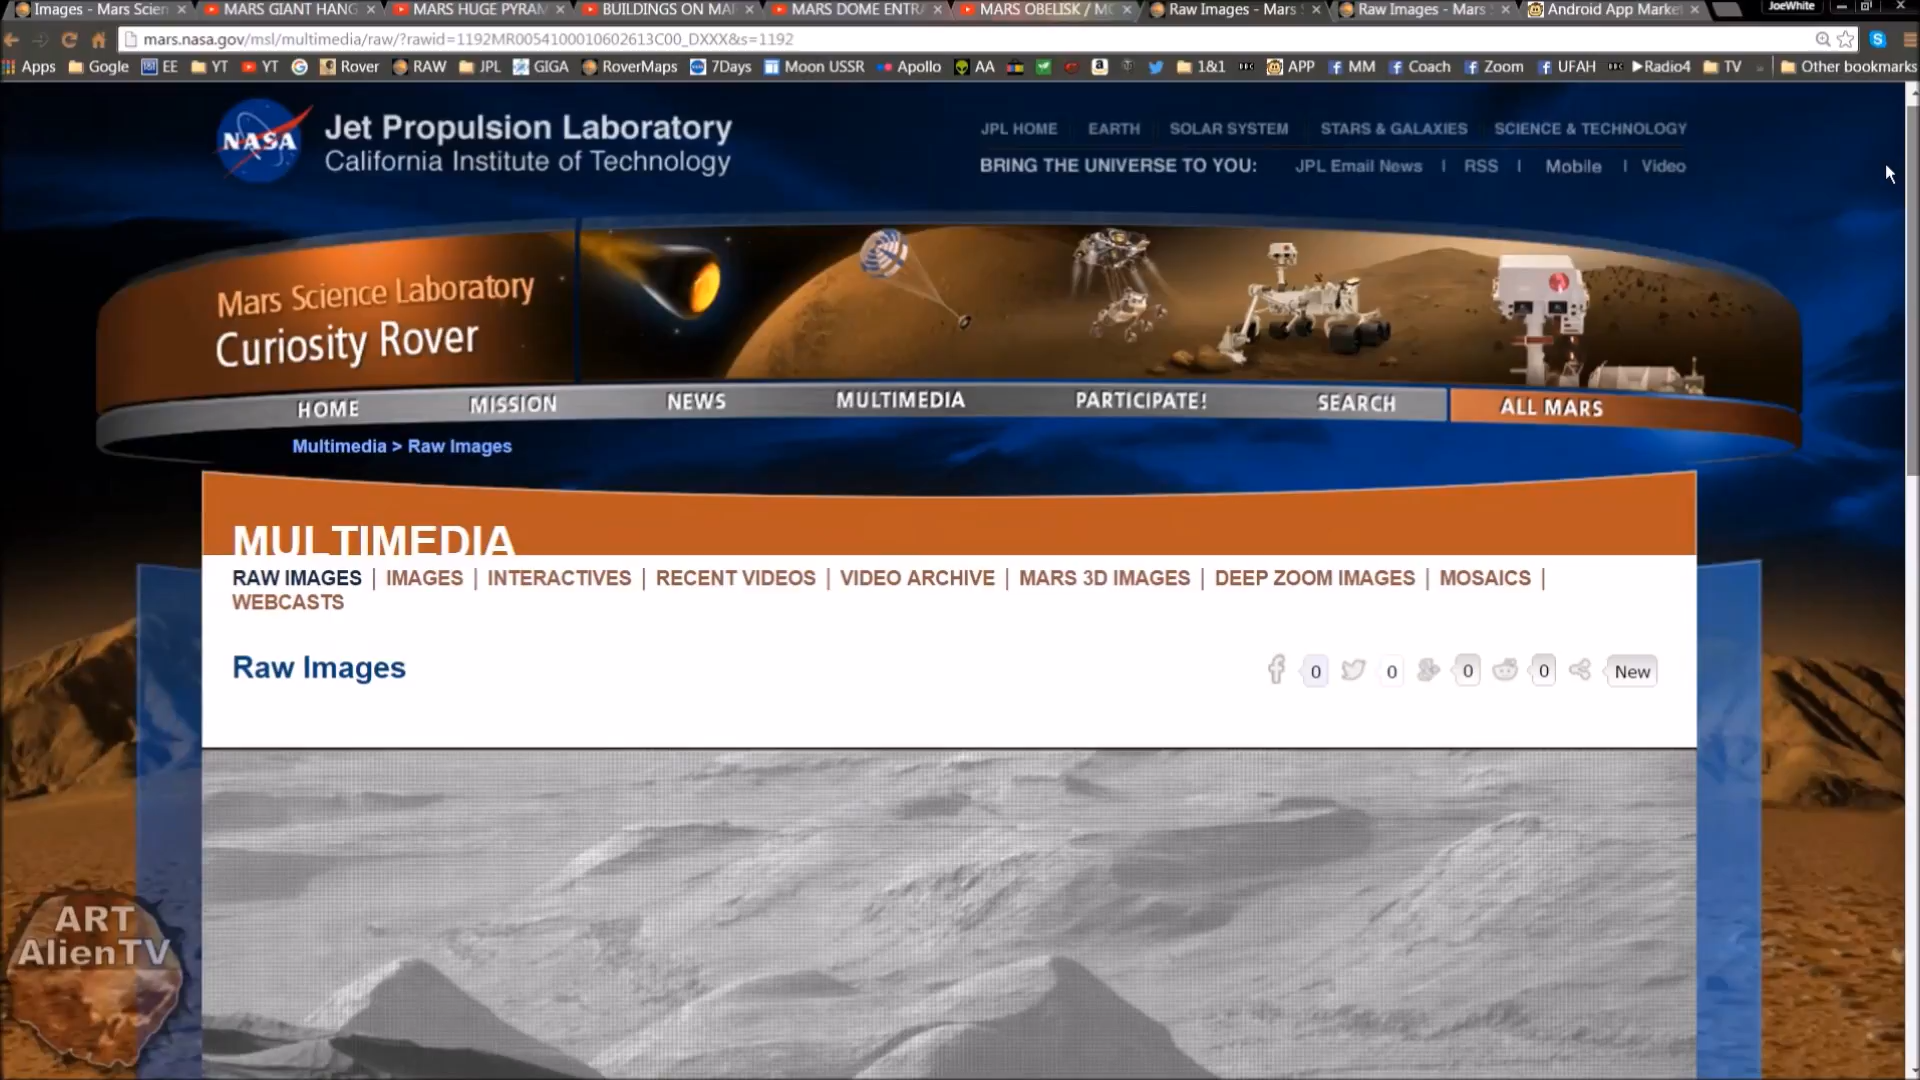 Images - Mars Scien
MARS GIANT HANG
MARS HUGE PYRAM
BUILDINGS ON MA
MARS DOME ENTRA
MARS OBELISK / M
Raw Images - Mars
Raw Images - Mars
Android App Marke
JoeWhite
mars.nasa.gov/msl/multimedia/raw/?rawid=1192MR0054100010602613C00_DXXX&s=1192
Apps Gogle EE YT YT Rover RAW JPL GIGA RoverMaps 7Days Moon USSR Apollo AA 1&1 APP MM Coach Zoom UFAH Radio4 TV Other bookmarks
NASA
Jet Propulsion Laboratory
California Institute of Technology
JPL HOME EARTH SOLAR SYSTEM STARS & GALAXIES SCIENCE & TECHNOLOGY
BRING THE UNIVERSE TO YOU: JPL Email News | RSS | Mobile | Video
Mars Science Laboratory
Curiosity Rover
HOME MISSION NEWS MULTIMEDIA PARTICIPATE! SEARCH ALL MARS
Multimedia > Raw Images
MULTIMEDIA
RAW IMAGES | IMAGES | INTERACTIVES | RECENT VIDEOS | VIDEO ARCHIVE | MARS 3D IMAGES | DEEP ZOOM IMAGES | MOSAICS |
WEBCASTS
Raw Images
0 0 0 0 New
ART
AlienTV